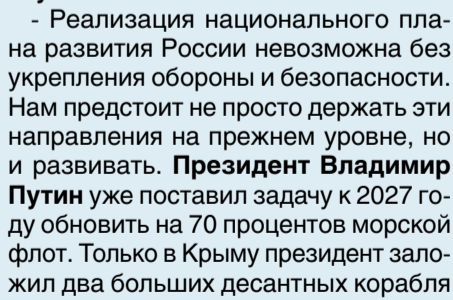 - Реализация национального пла-
на развития России невозможна без
укрепления обороны и безопасности.
Нам предстоит не просто держать эти
направления на прежнем уровне, но
и развивать. Президент Владимир
Путин уже поставил задачу к 2027 го-
ду обновить на 70 процентов морской
флот. Только в Крыму президент зало-
жил два больших десантных корабля